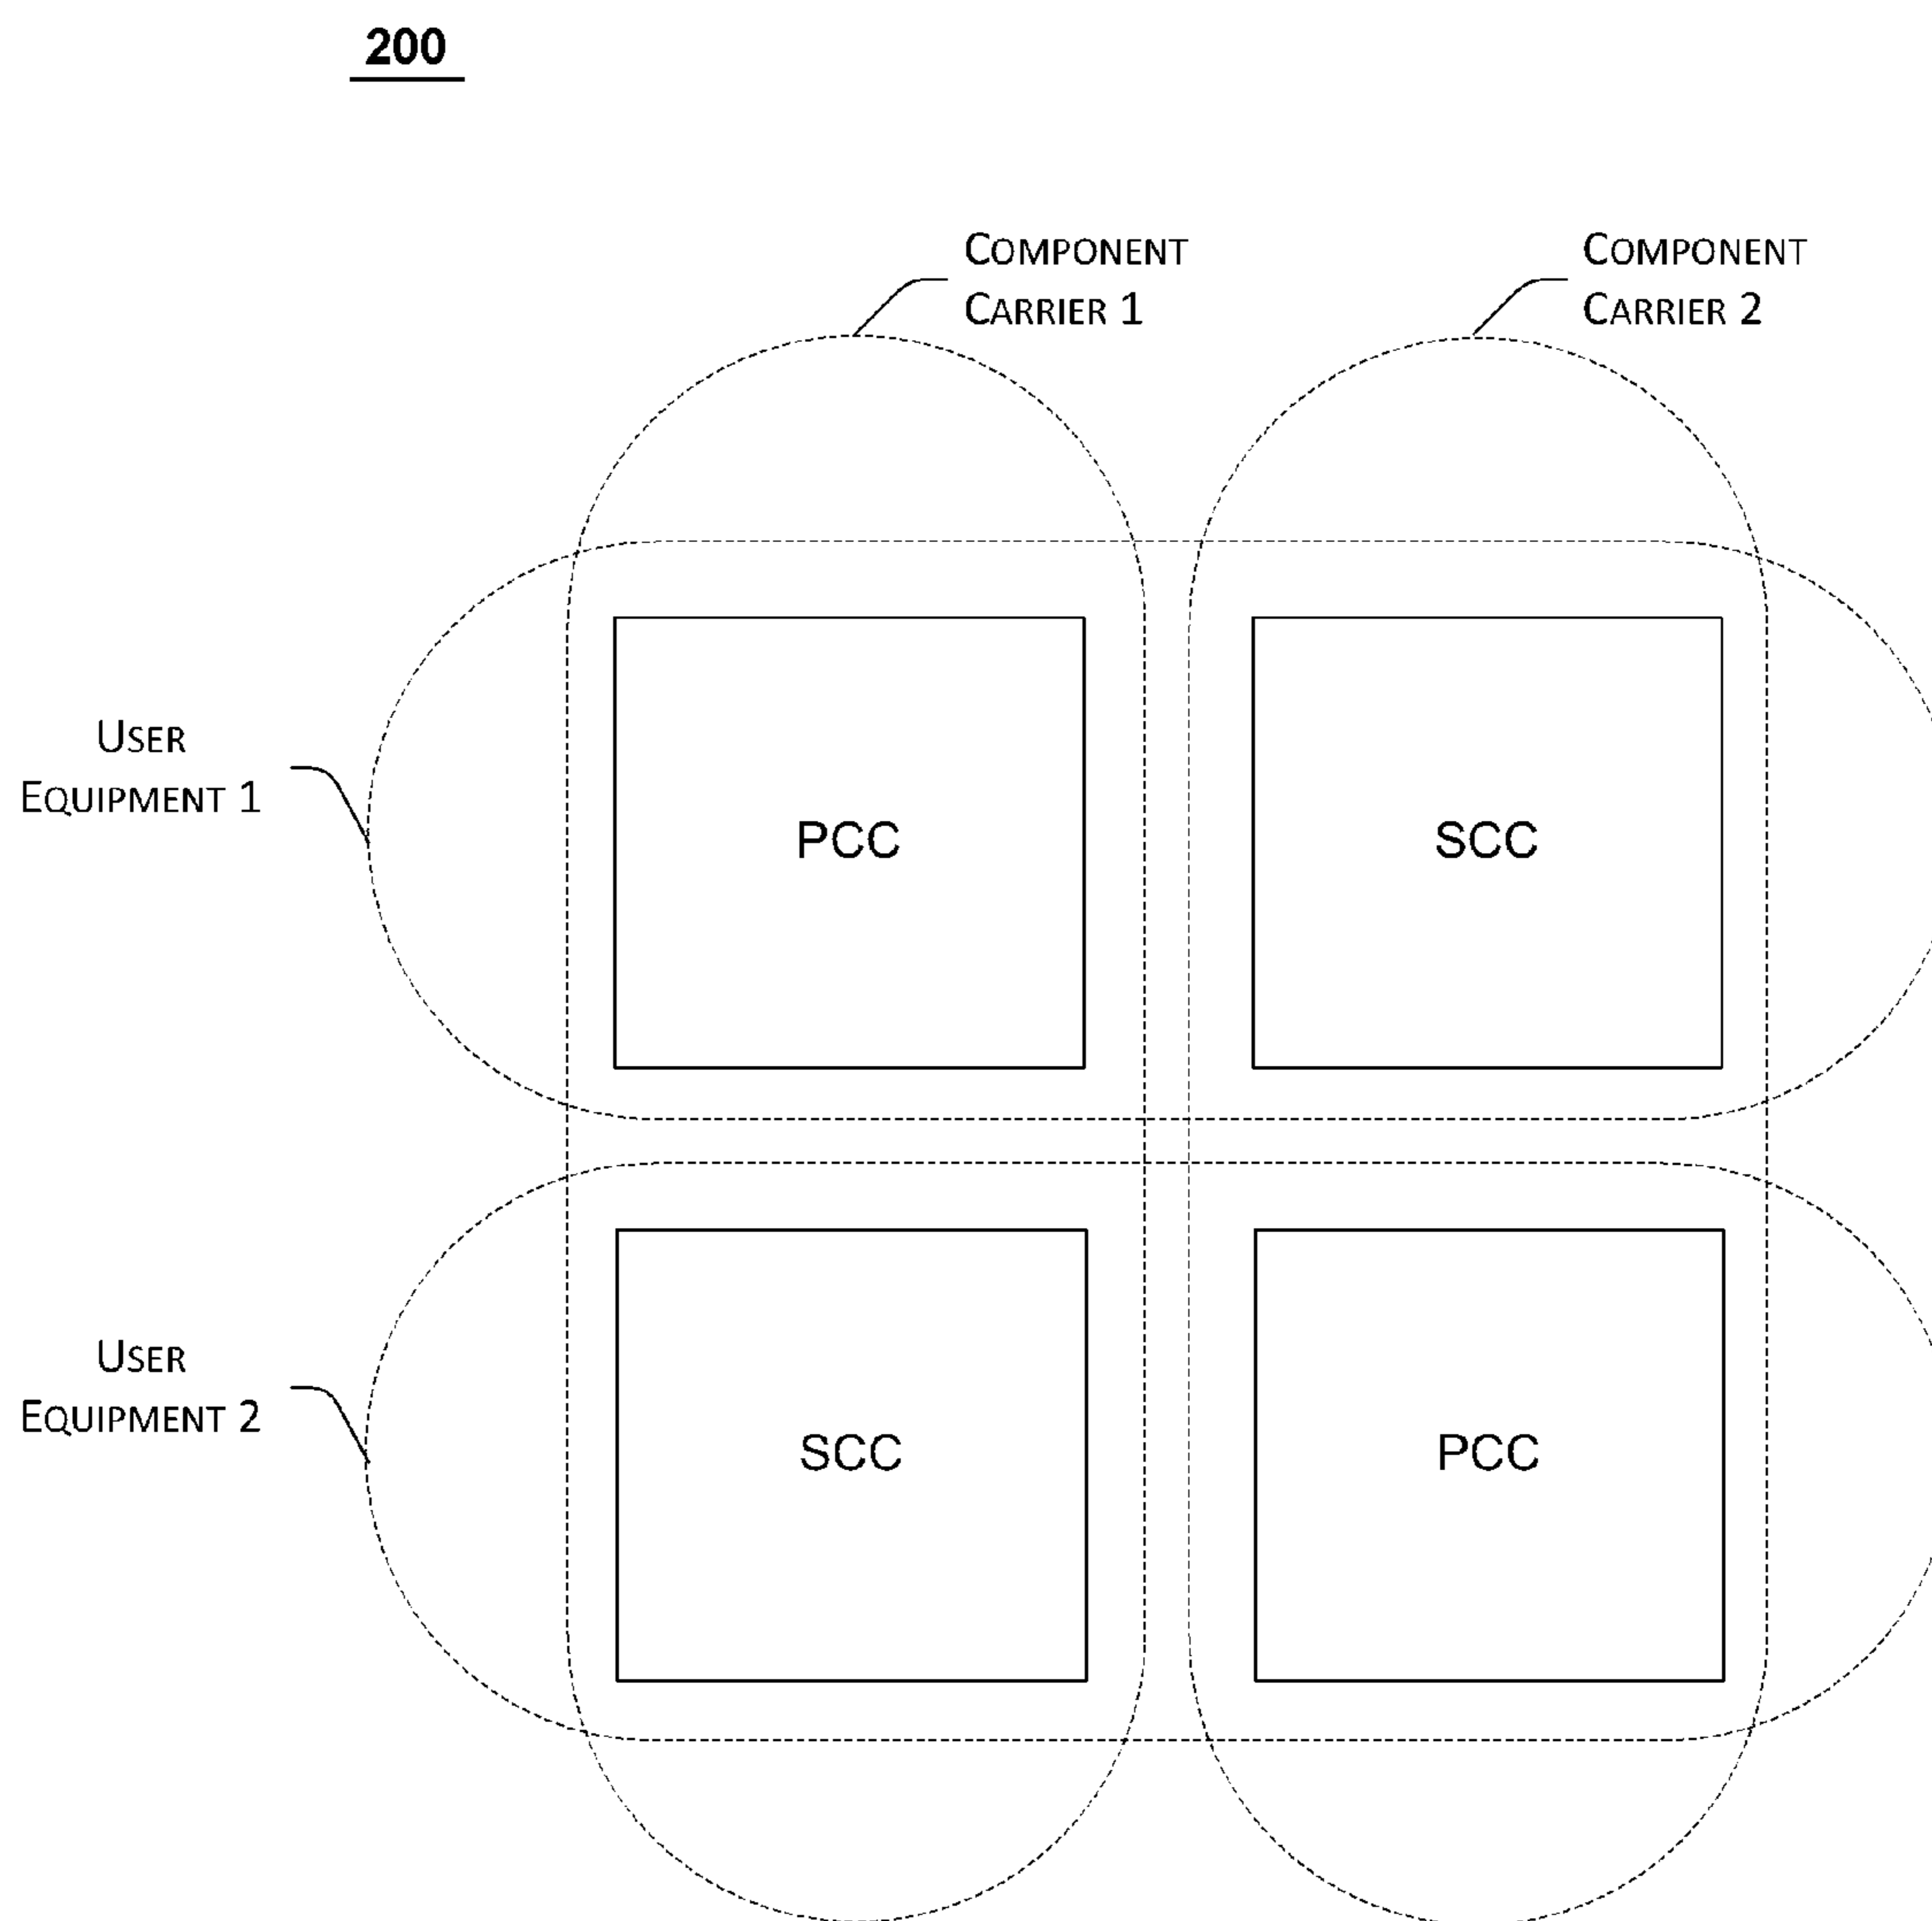 200
COMPONENT
CARRIER 1
COMPONENT
CARRIER 2
USER
EQUIPMENT 1
PCC
SCC
USER
EQUIPMENT 2
SCC
PCC